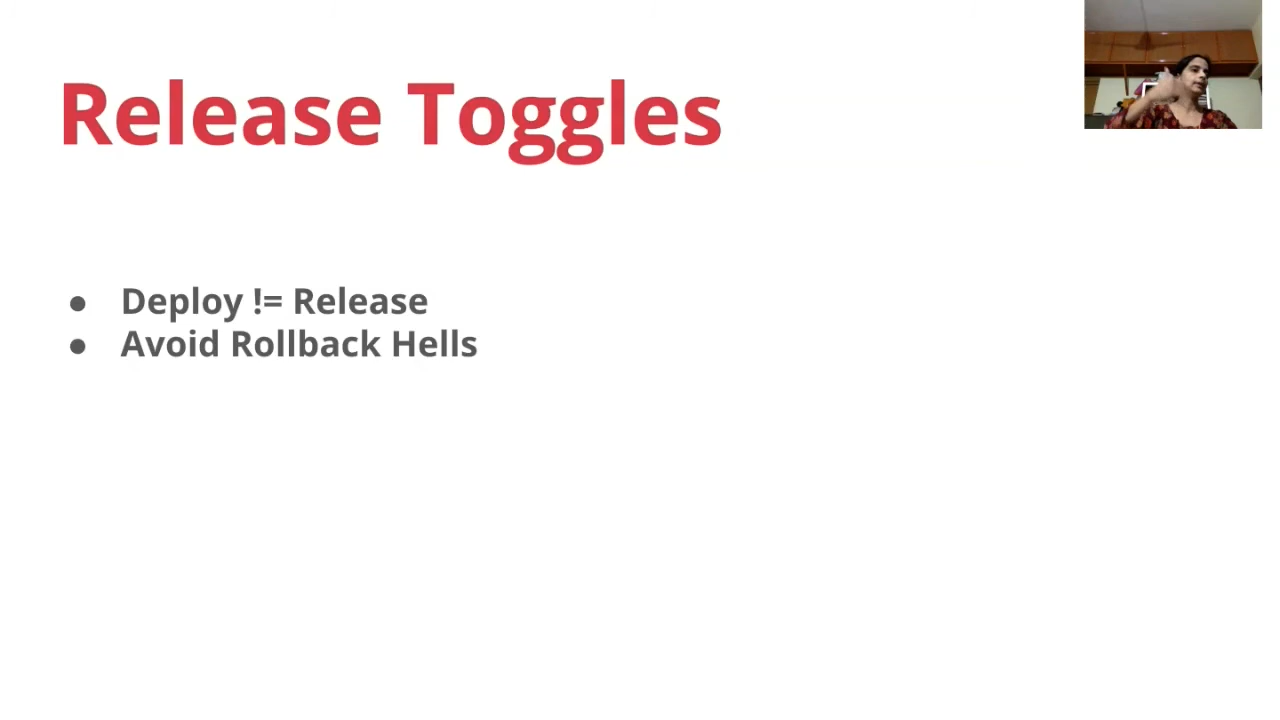 Release Toggles
● Deploy != Release
● Avoid Rollback Hells